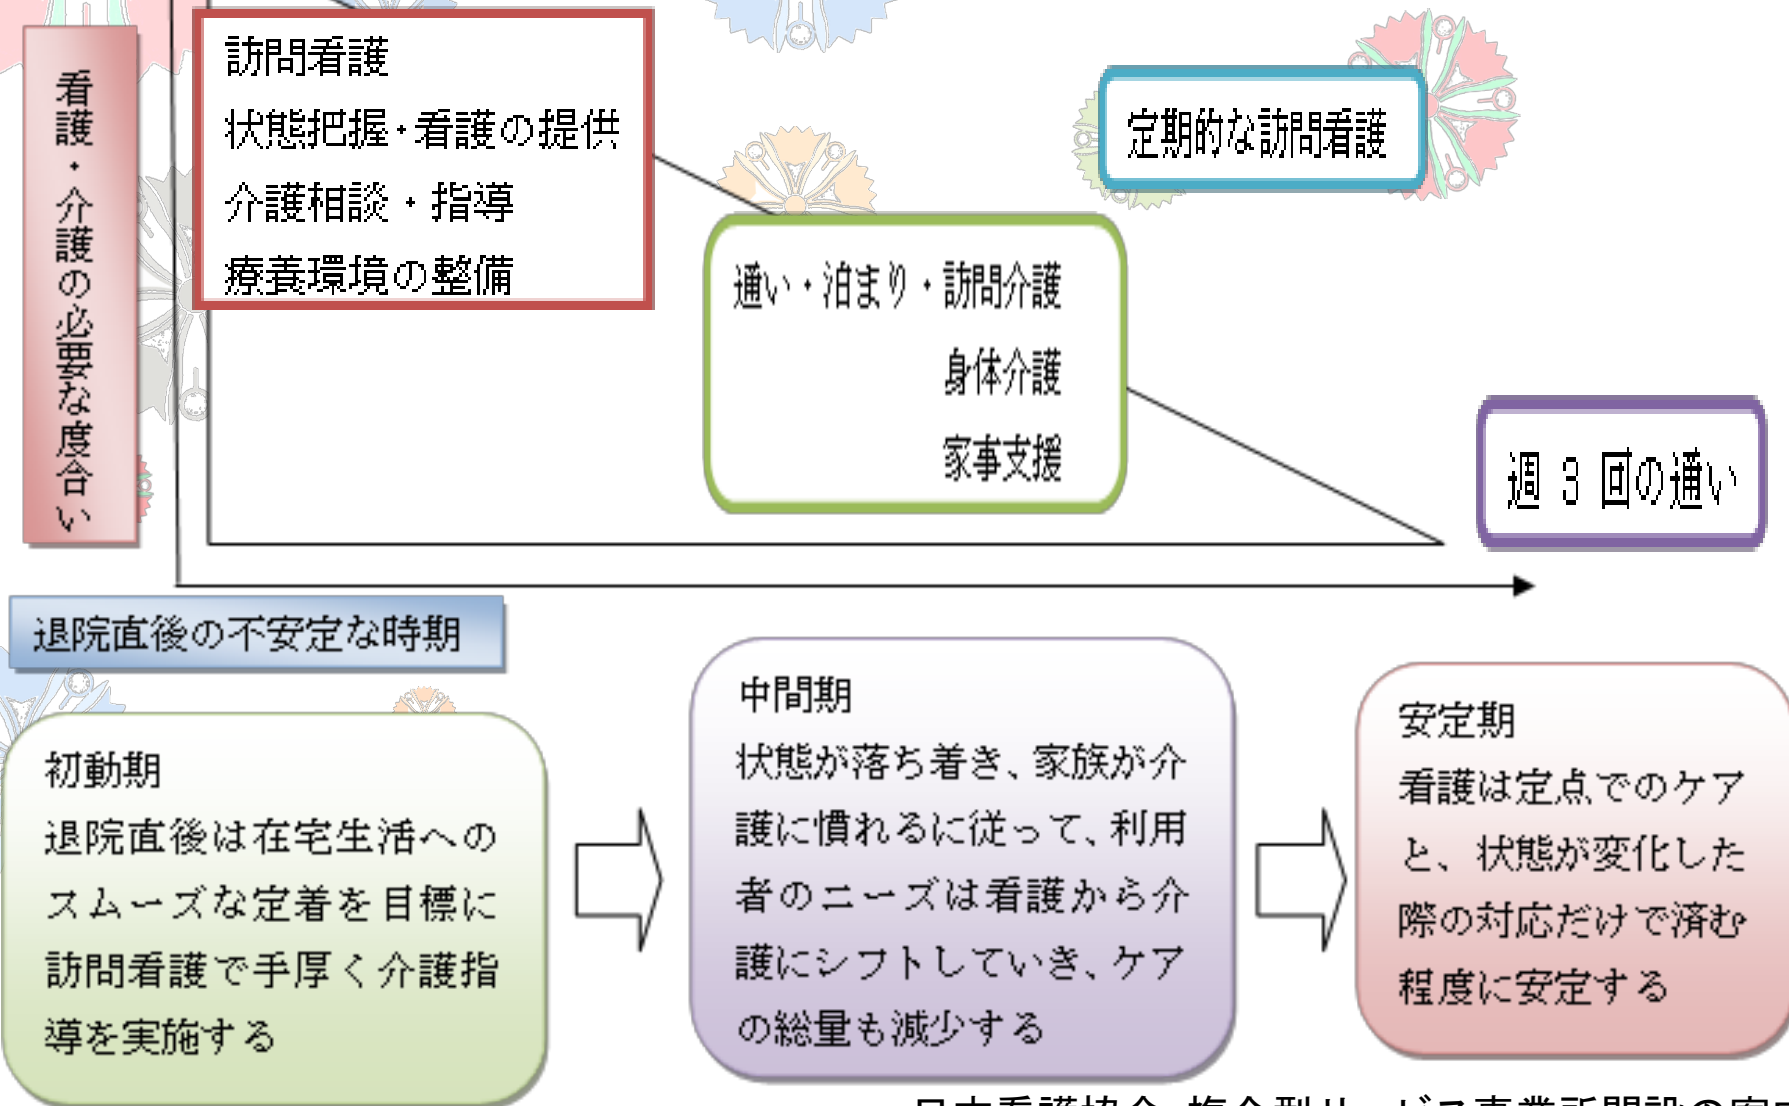 看護・介護の必要な度合い
訪問看護
状態把握・看護の提供
介護相談・指導
療養環境の整備
定期的な訪問看護
通い・泊まり・訪問介護
身体介護
家事支援
週 3 回の通い
退院直後の不安定な時期
初動期
退院直後は在宅生活への
スムーズな定着を目標に
訪問看護で手厚く介護指
導を実施する
中間期
状態が落ち着き、家族が介
護に慣れるに従って、利用
者のニーズは看護から介
護にシフトしていき、ケア
の総量も減少する
安定期
看護は定点でのケア
と、状態が変化した
際の対応だけで済む
程度に安定する